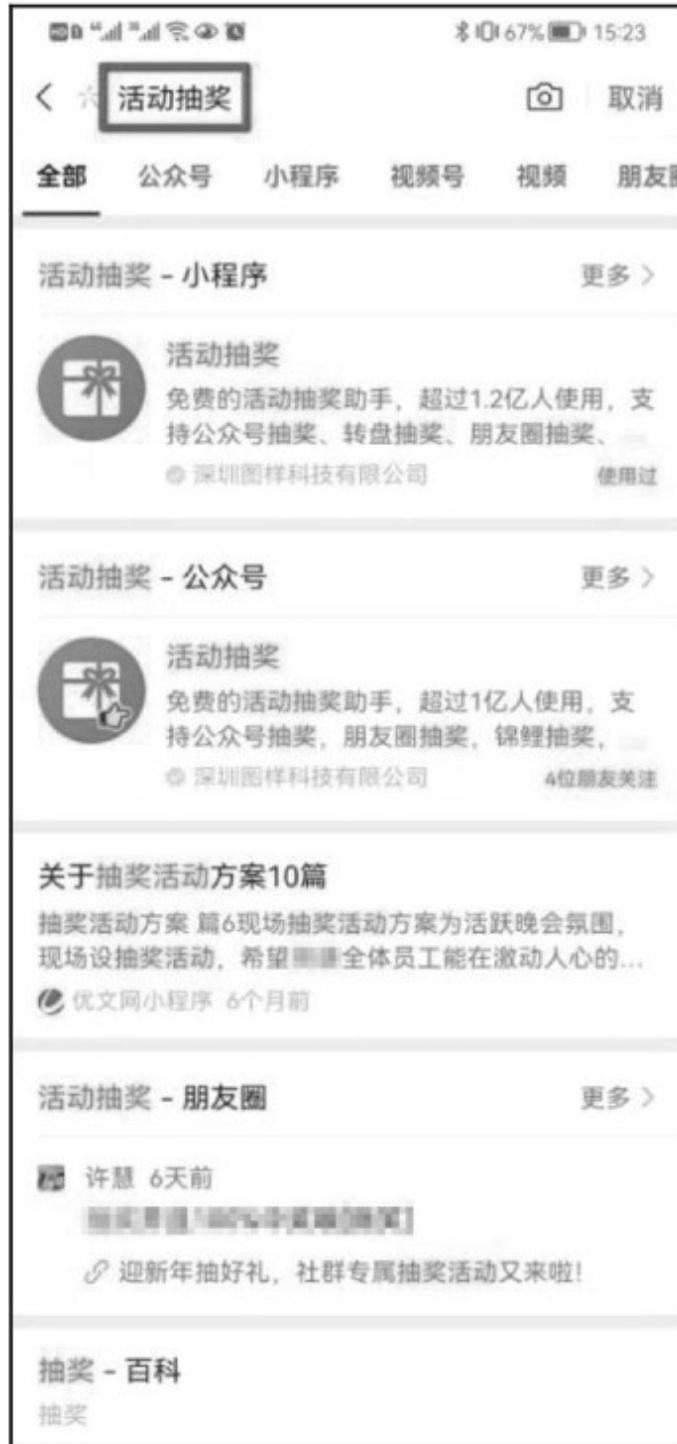 67% 15:23
活动抽奖 取消
全部 公众号 小程序 视频号 视频 朋友圈
活动抽奖 - 小程序 更多
活动抽奖
免费的活动抽奖助手，超过1.2亿人使用，支
持公众号抽奖、转盘抽奖、朋友圈抽奖、
深圳图样科技有限公司 使用过
活动抽奖 - 公众号 更多
活动抽奖
免费的活动抽奖助手，超过1亿人使用，支
持公众号抽奖，朋友圈抽奖，锦鲤抽奖，
深圳图样科技有限公司 4位朋友关注
关于抽奖活动方案10篇
抽奖活动方案 篇6现场抽奖活动方案为活跃晚会氛围，
现场设抽奖活动，希望 全体员工能在激动人心的...
优文网小程序 6个月前
活动抽奖 - 朋友圈 更多
许慧 6天前
迎新年抽好礼，社群专属抽奖活动又来啦！
抽奖 - 百科
抽奖